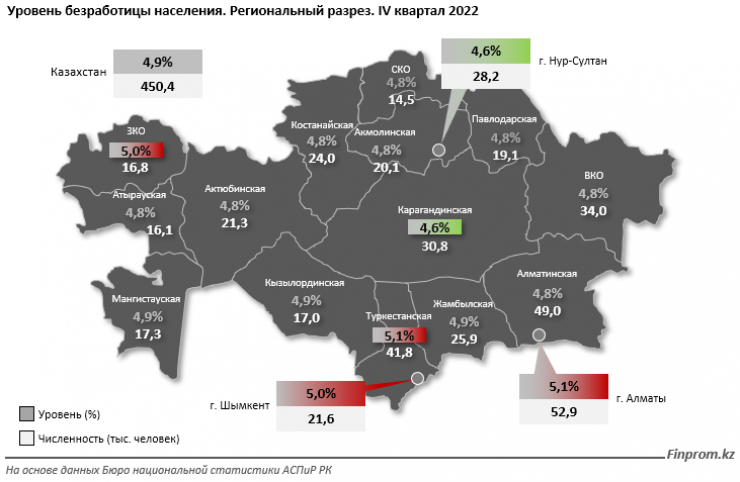 Уровень безработицы населения. Региональный разрез. IV квартал 2022
Казахстан
4,9%
450,4
4,6%
28,2
г. Нур-Султан
СКО
4,8%
14,5
Костанайская
4,8%
24,0
Акмолинская
4,8%
20,1
Павлодарская
4,8%
19,1
ЗКО
5,0%
16,8
Атырауская
4,8%
16,1
Актюбинская
4,8%
21,3
Карагандинская
4,6%
30,8
ВКО
4,8%
34,0
Мангистауская
4,9%
17,3
Кызылординская
4,9%
17,0
Туркестанская
5,1%
41,8
Жамбылская
4,9%
25,9
Алматинская
4,8%
49,0
г. Шымкент
5,0%
21,6
5,1%
52,9
г. Алматы
Уровень (%)
Численность (тыс. человек)
Finprom.kz
На основе данных Бюро национальной статистики АСПиР РК